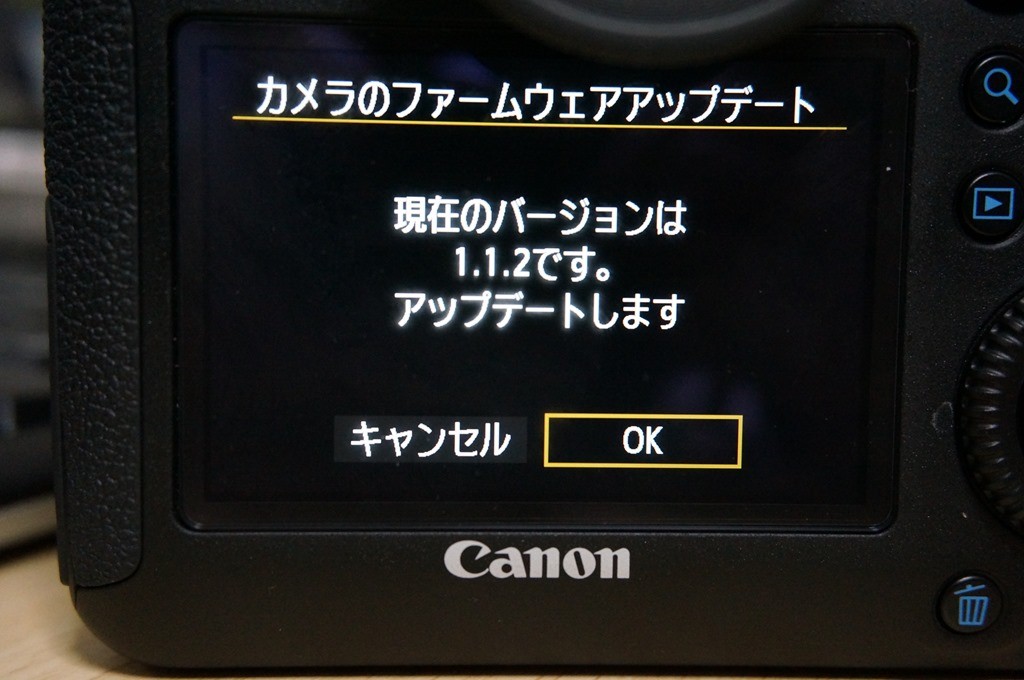 カメラのファームウェアアップデート
現在のバージョンは
1.1.2です。
アップデートします
キャンセル
OK
Canon